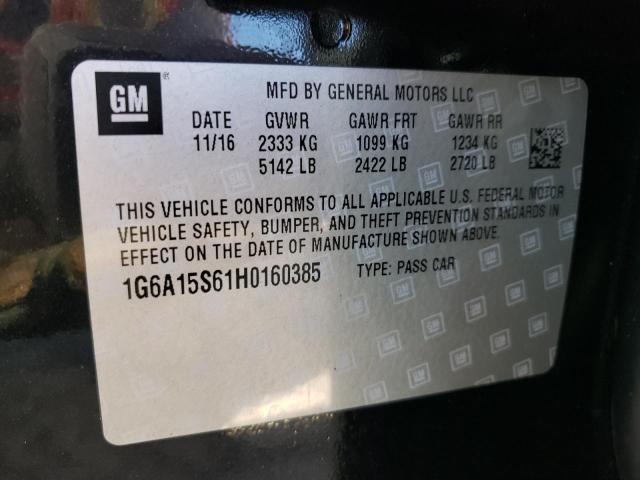 GM
MFD BY GENERAL MOTORS LLC
DATE GVWR GAWR FRT GAWR RR
11/16 2333 KG 1099 KG 1234 KG
5142 LB 2422 LB 2720 LB
THIS VEHICLE CONFORMS TO ALL APPLICABLE U.S. FEDERAL MOTOR
VEHICLE SAFETY, BUMPER, AND THEFT PREVENTION STANDARDS IN
EFFECT ON THE DATE OF MANUFACTURE SHOWN ABOVE.
1G6A15S61H0160385 TYPE: PASS CAR